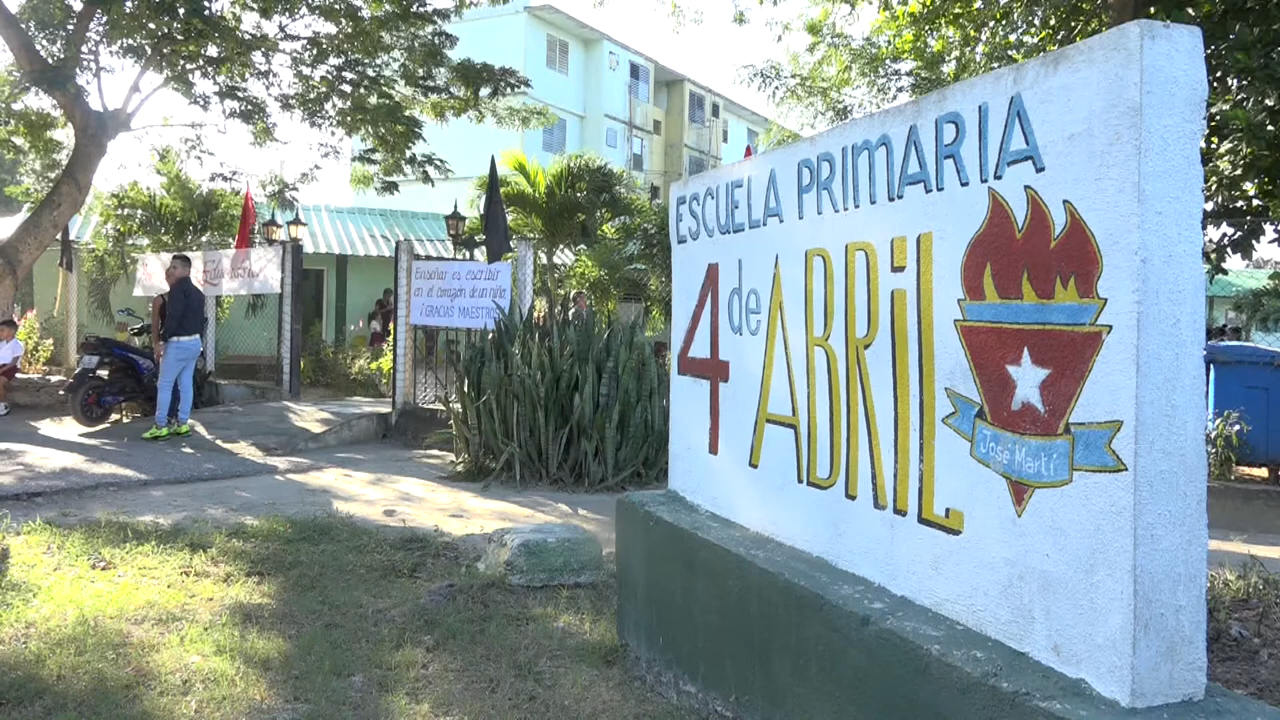 Enseñar es escribir
en el corazón de un niño
¡GRACIAS MAESTROS
ESCUELA PRIMARIA
4 de ABRIL
José Martí